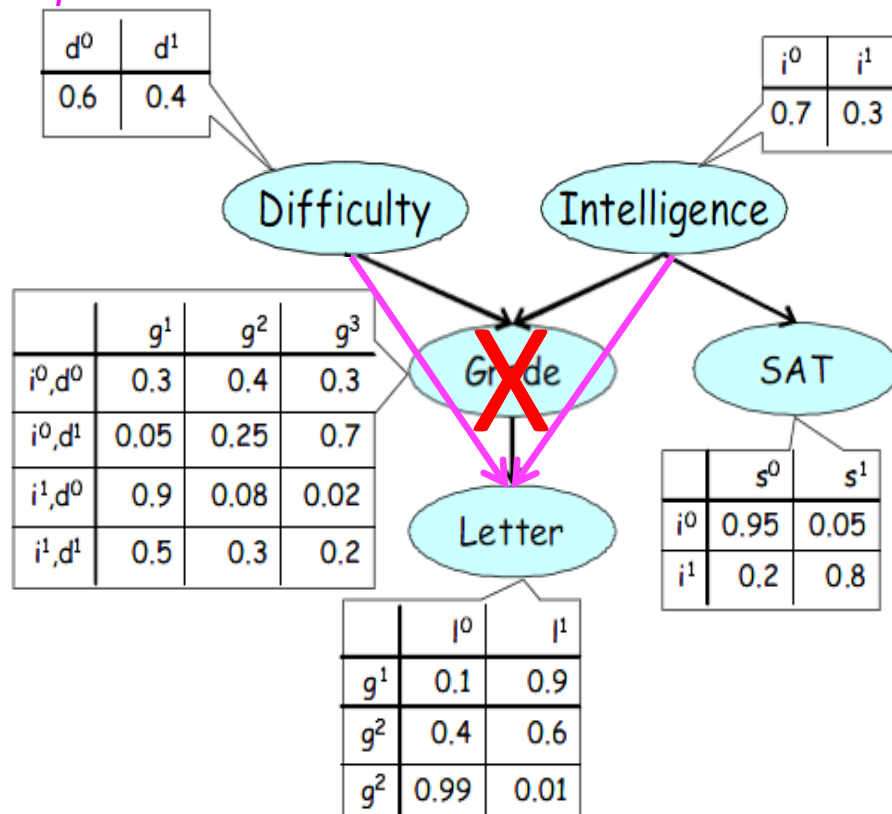 d⁰ d¹
0.6 0.4
i⁰ i¹
0.7 0.3
Difficulty
Intelligence
g¹ g² g³
i⁰,d⁰ 0.3 0.4 0.3
i⁰,d¹ 0.05 0.25 0.7
i¹,d⁰ 0.9 0.08 0.02
i¹,d¹ 0.5 0.3 0.2
Grade
X
SAT
Letter
s⁰ s¹
i⁰ 0.95 0.05
i¹ 0.2 0.8
l⁰ l¹
g¹ 0.1 0.9
g² 0.4 0.6
g² 0.99 0.01